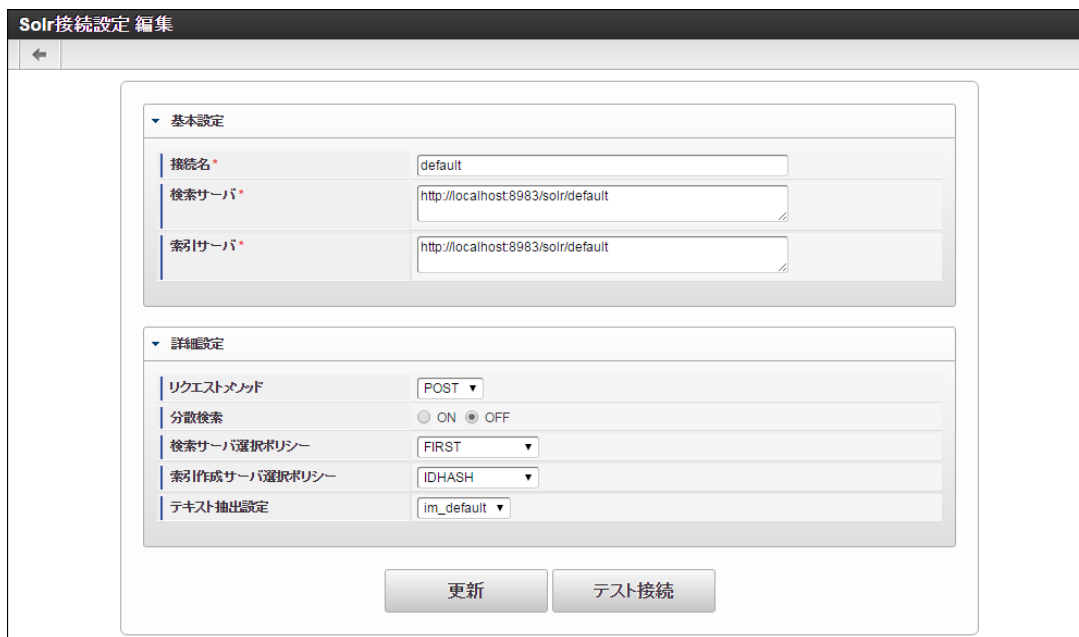 Solr接続設定 編集
基本設定
接続名*
default
検索サーバ*
http://localhost:8983/solr/default
索引サーバ*
http://localhost:8983/solr/default
詳細設定
リクエストメソッド
POST
分散検索
ON OFF
検索サーバ選択ポリシー
FIRST
索引作成サーバ選択ポリシー
IDHASH
テキスト抽出設定
im_default
更新 テスト接続